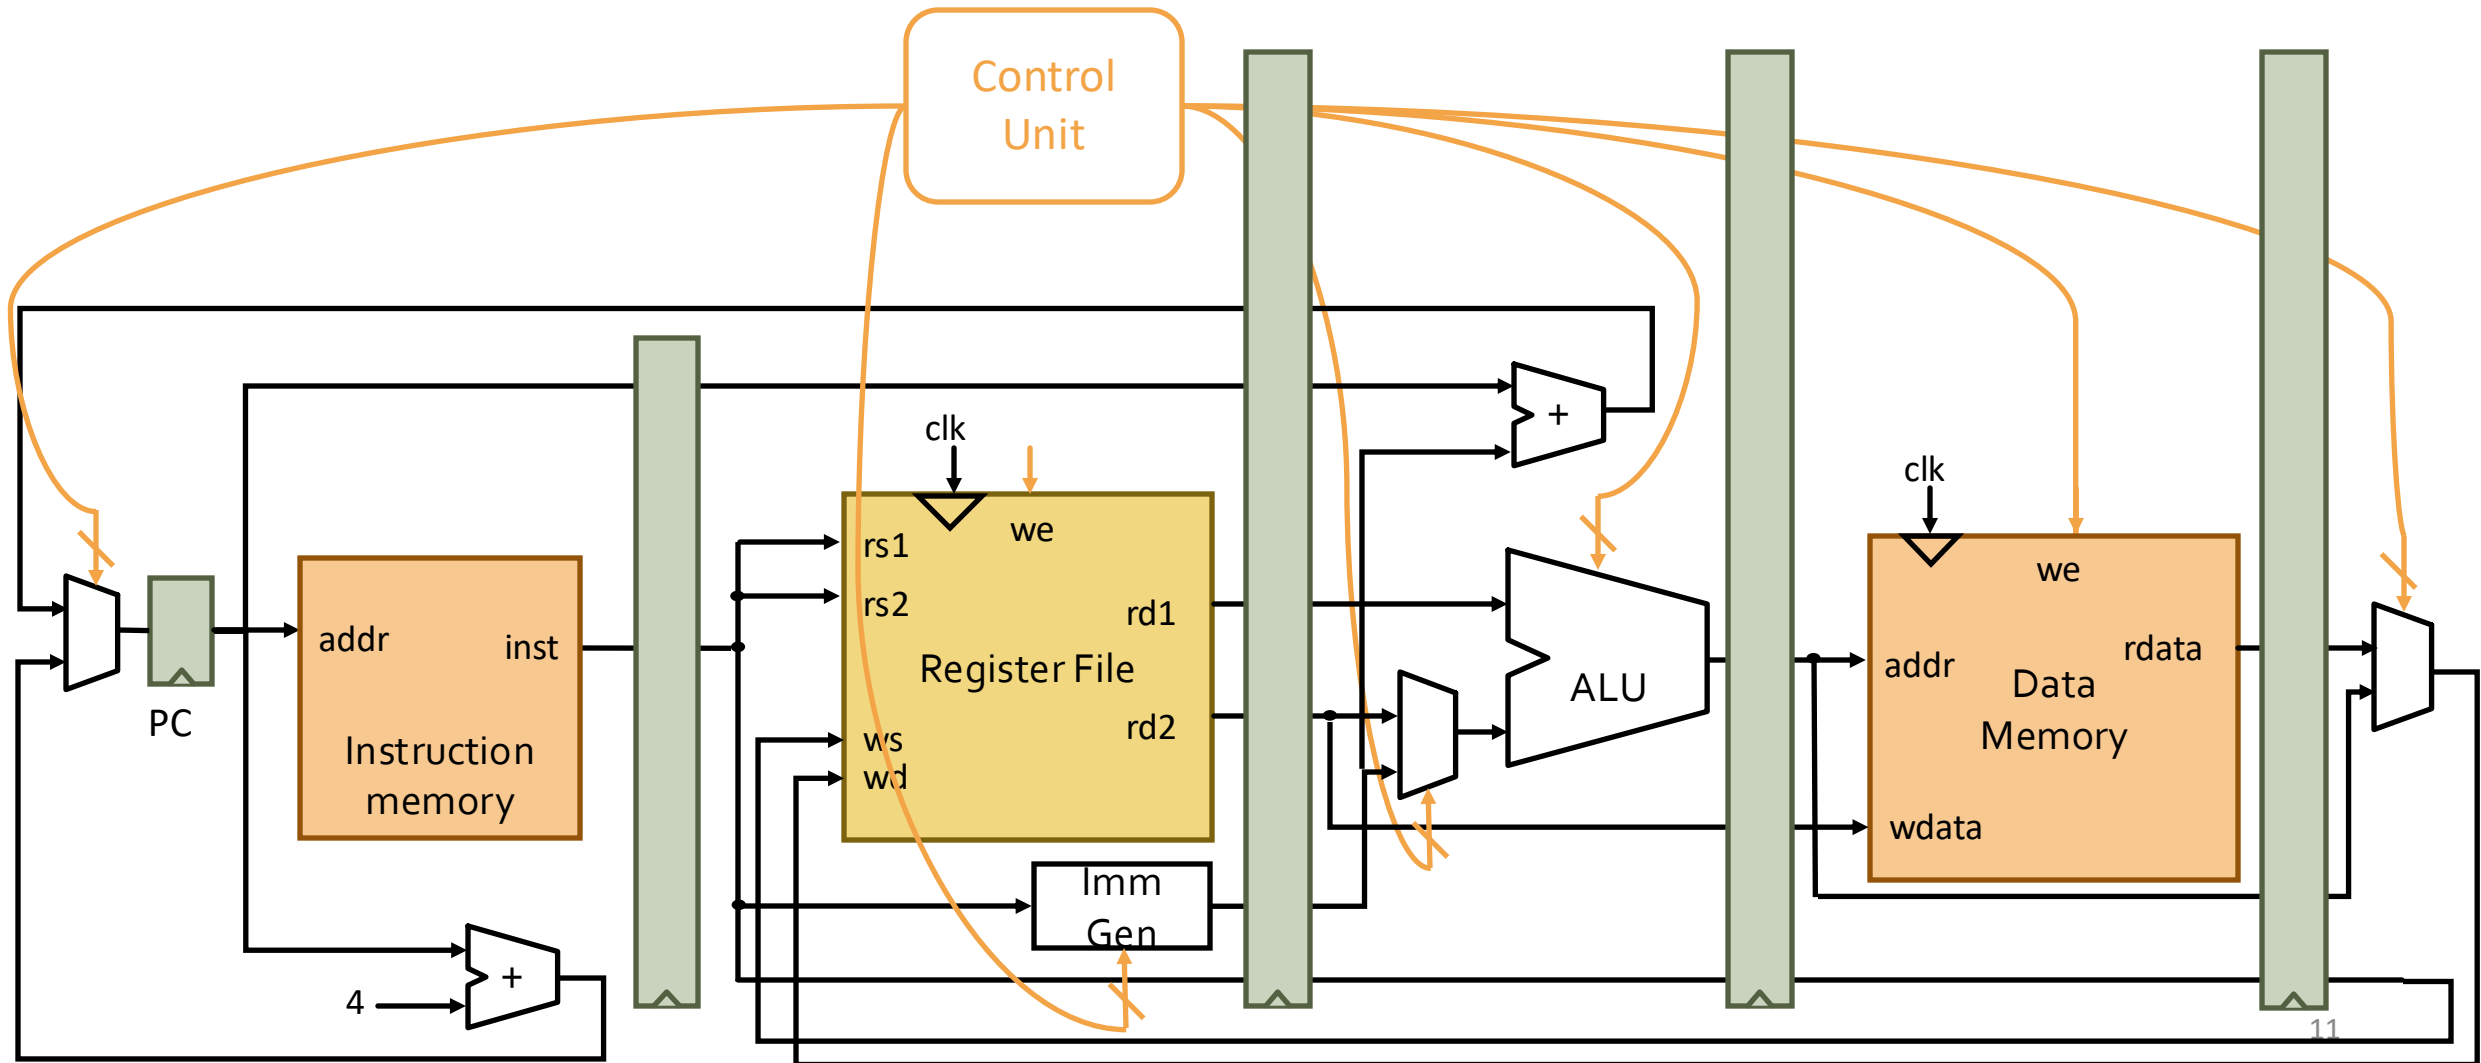 Control
Unit
clk
we
rs1
rs2
rd1
Register File
rd2
ws
wd
+
clk
we
addr
rdata
Data
Memory
wdata
ALU
addr
inst
PC
Instruction
memory
Imm
Gen
+
4
11